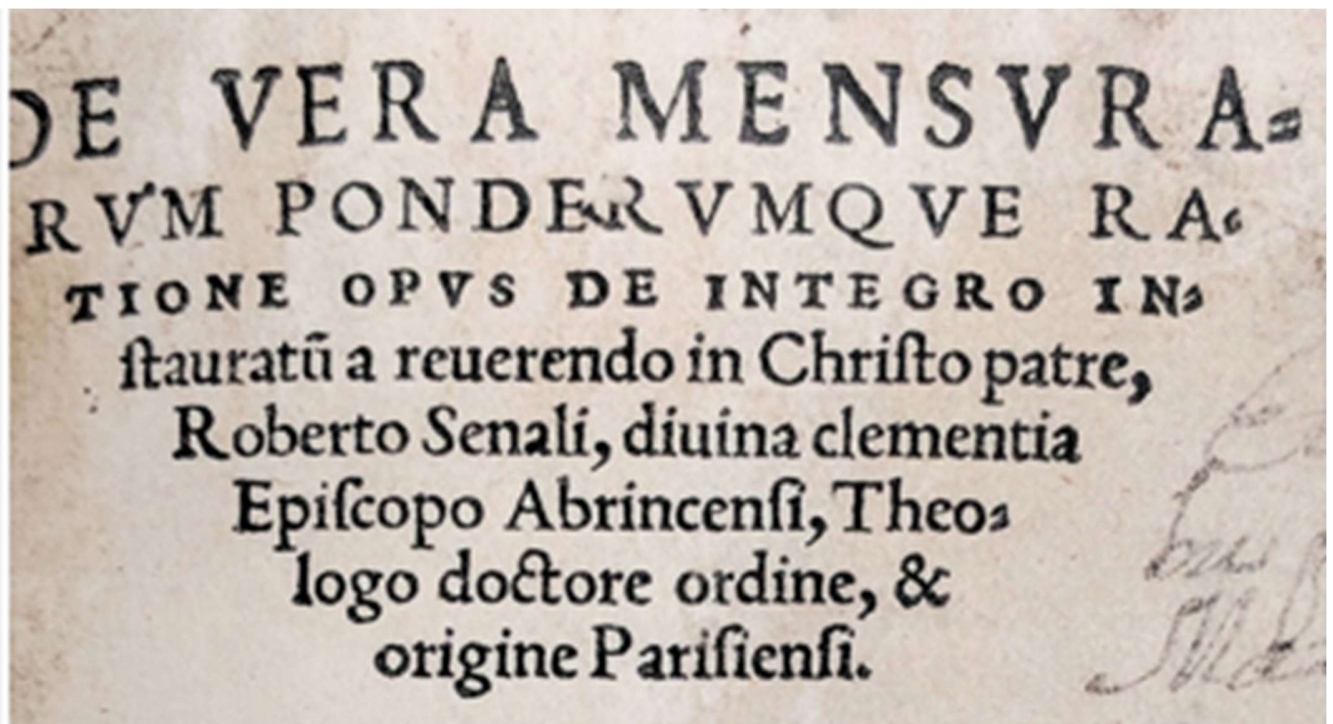 DE VERA MENSVRA=
RVM PONDERVMQVE RA=
TIONE OPVS DE INTEGRO IN=
ſtauratū a reuerendo in Chriſto patre,
Roberto Senali, diuina clementia
Epiſcopo Abrincenſi, Theo=
logo doctore ordine, &
origine Pariſienſi.